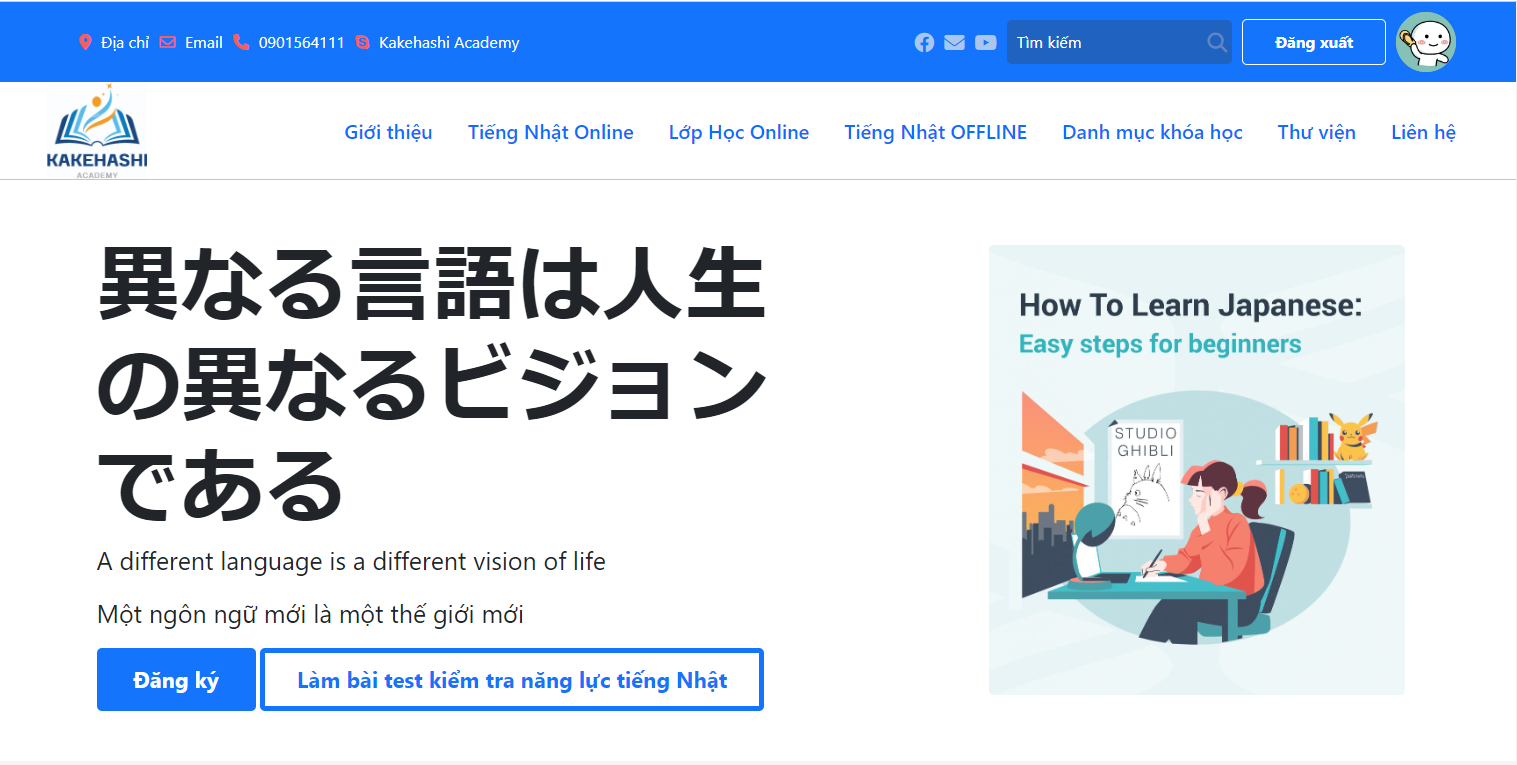 Địa chỉ Email 0901564111 Kakehashi Academy
Tìm kiếm
Đăng xuất
KAKEHASHI
ACADEMY
Giới thiệu Tiếng Nhật Online Lớp Học Online Tiếng Nhật OFFLINE Danh mục khóa học Thư viện Liên hệ
異なる言語は人生
の異なるビジョン
である
A different language is a different vision of life
Một ngôn ngữ mới là một thế giới mới
Đăng ký
Làm bài test kiểm tra năng lực tiếng Nhật
How To Learn Japanese:
Easy steps for beginners
STUDIO
GHIBLI